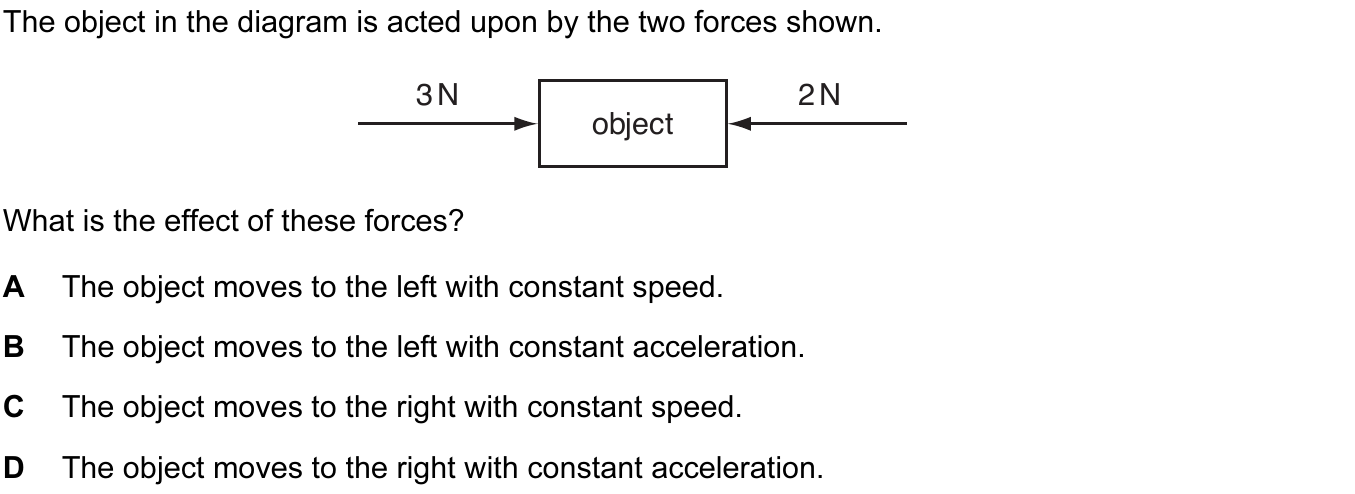 The object in the diagram is acted upon by the two forces shown.
3 N
2 N
object
What is the effect of these forces?
A The object moves to the left with constant speed.
B The object moves to the left with constant acceleration.
C The object moves to the right with constant speed.
D The object moves to the right with constant acceleration.